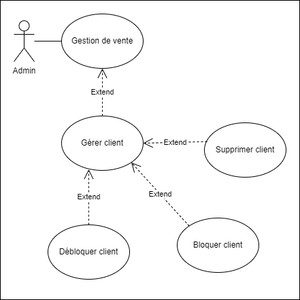 Gestion de vente
Admin
Extend
Gérer client
Extend
Supprimer client
Extend
Extend
Débloquer client
Bloquer client